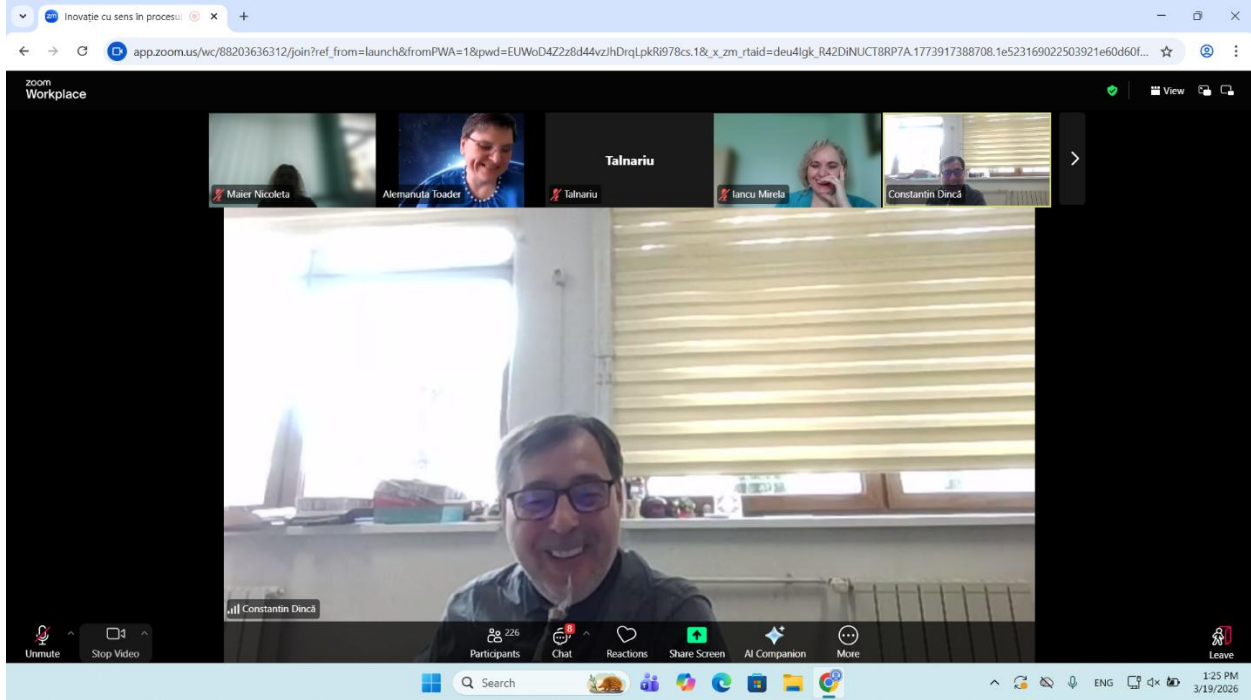 Inovație cu sens în procesul
app.zoom.us/wc/88203636312/join?ref_from=launch&fromPWA=1&pwd=EUWoD4Z2z8d44vzJhDrqLpkRi978cs.1&_x_zm_rtaid=deu4Igk_R42DiNUCT8RP7A.1773917388708.1e523169022503921e60d60f...
zoom
Workplace
View
Talnariu
Maier Nicoleta
Alemanuta Toader
Talnariu
Iancu Mirela
Constantin Dincă
Constantin Dincă
Unmute
Stop Video
226
Participants
8
Chat
Reactions
Share Screen
AI Companion
More
Leave
Search
ENG
1:25 PM
3/19/2026